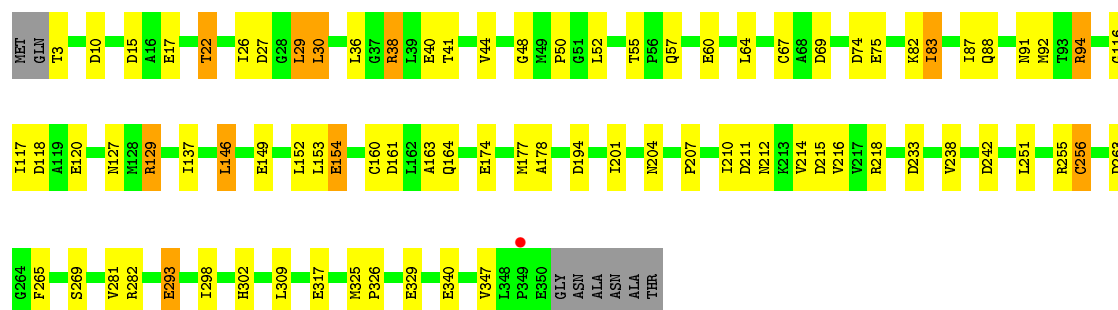 MET GLN T3 D10 D15 A16 E17 T22 I26 D27 G28 L29 L30 L36 G37 R38 L39 E40 T41 V44 G48 M49 P50 G51 L52 T55 P56 Q57 E60 L64 C67 A68 D69 D74 E75 K82 I83 I87 Q88 N91 M92 T93 R94 G116
I117 D118 A119 E120 N127 M128 R129 I137 L146 E149 L152 L153 E154 C160 D161 L162 A163 Q164 E174 M177 A178 D194 I201 N204 P207 I210 D211 N212 K213 V214 D215 V216 V217 R218 D233 V238 D242 L251 R255 C256 D263
G264 F265 S269 V281 R282 E293 I298 H302 L309 E317 M325 P326 E329 E340 V347 L348 P349 E350 GLY ASN ALA ASN ALA THR